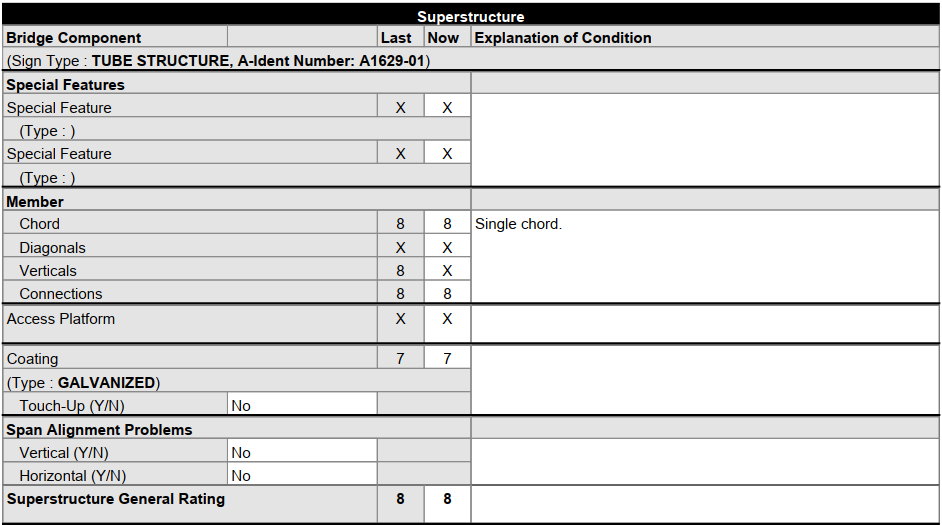 Superstructure
Bridge Component Last Now Explanation of Condition
(Sign Type : TUBE STRUCTURE, A-Ident Number: A1629-01)
Special Features
Special Feature X X
(Type : )
Special Feature X X
(Type : )
Member
Chord 8 8 Single chord.
Diagonals X X
Verticals 8 X
Connections 8 8
Access Platform X X
Coating 7 7
(Type : GALVANIZED)
Touch-Up (Y/N) No
Span Alignment Problems
Vertical (Y/N) No
Horizontal (Y/N) No
Superstructure General Rating 8 8